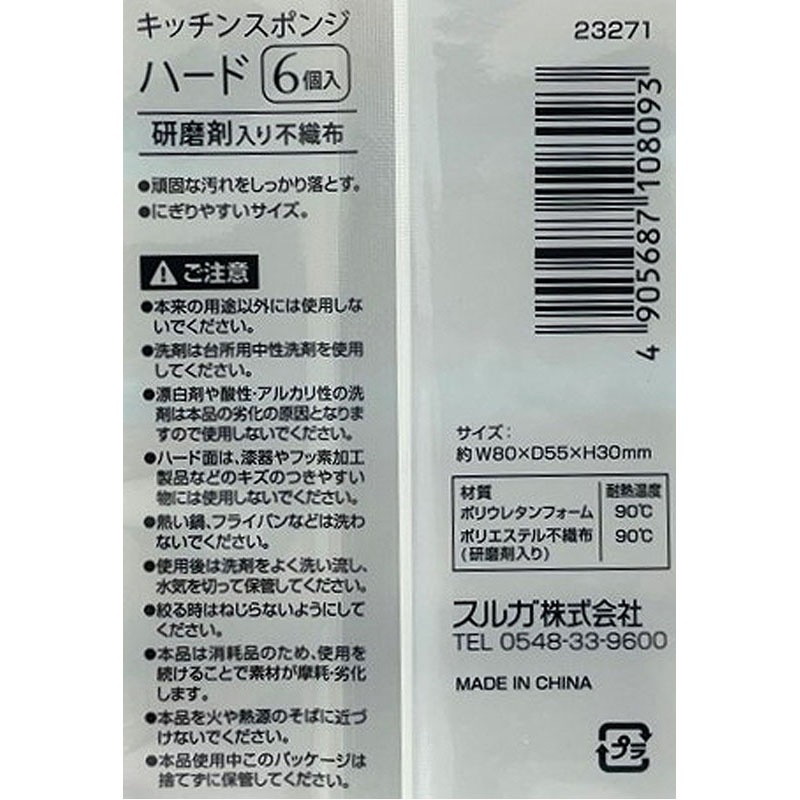 キッチンスポンジ
ハード 6個入
研磨剤入り不織布
●頑固な汚れをしっかり落とす。
●にぎりやすいサイズ。
ご注意
●本来の用途以外には使用しな
いでください。
●洗剤は台所用中性洗剤を使用
してください。
●漂白剤や酸性・アルカリ性の洗
剤は本品の劣化の原因となりま
すので使用しないでください。
●ハード面は、漆器やフッ素加工
製品などのキズのつきやすい
物には使用しないでください。
●熱い鍋、フライパンなどは洗わ
ないでください。
●使用後は洗剤をよく洗い流し、
水気を切って保管してください。
●絞る時はねじらないようにして
ください。
●本品は消耗品のため、使用を
続けることで素材が摩耗・劣化
します。
●本品を火や熱源のそばに近づ
けないでください。
●本品使用中このパッケージは
捨てずに保管してください。
23271
4 905687 108093
サイズ：
約W80×D55×H30mm
材質 耐熱温度
ポリウレタンフォーム 90℃
ポリエステル不織布 90℃
(研磨剤入り)
スルガ株式会社
TEL 0548-33-9600
MADE IN CHINA
プラ